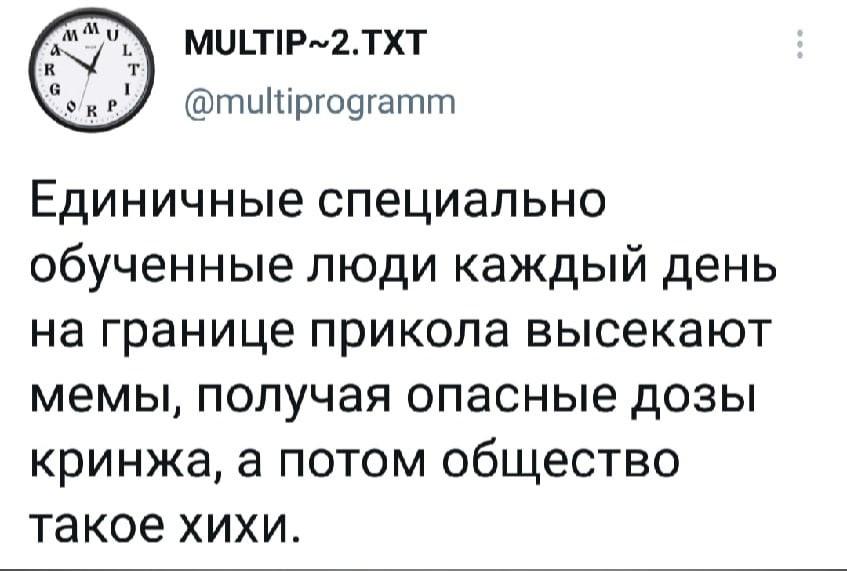 MULTIP~2.TXT
@multiprogramm
MULTIPROGRAMM
Единичные специально
обученные люди каждый день
на границе прикола высекают
мемы, получая опасные дозы
кринжа, а потом общество
такое хихи.